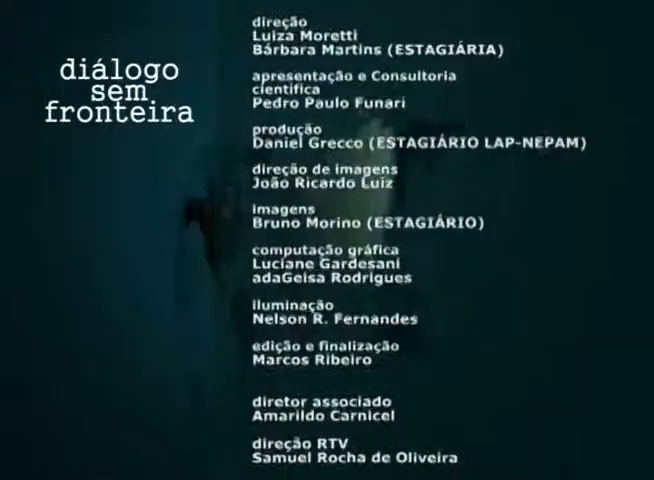 diálogo
sem
fronteira
direção
Luiza Moretti
Bárbara Martins (ESTAGIÁRIA)
apresentação e Consultoria
científica
Pedro Paulo Funari
produção
Daniel Grecco (ESTAGIÁRIO LAP-NEPAM)
direção de imagens
João Ricardo Luiz
imagens
Bruno Morino (ESTAGIÁRIO)
computação gráfica
Luciane Gardesani
adaGeisa Rodrigues
iluminação
Nelson R. Fernandes
edição e finalização
Marcos Ribeiro
diretor associado
Amarildo Carnicel
direção RTV
Samuel Rocha de Oliveira